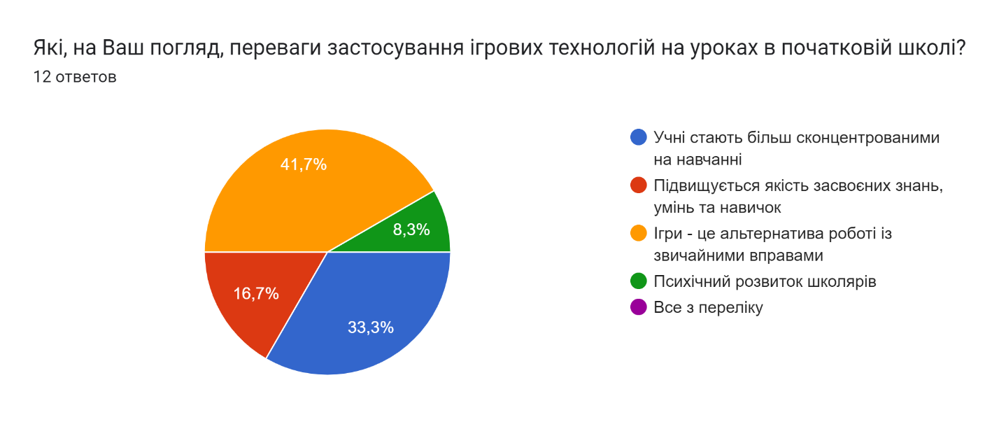 Які, на Ваш погляд, переваги застосування ігрових технологій на уроках в початковій школі?
12 ответов
41,7%
8,3%
16,7%
33,3%
Учні стають більш сконцентрованими
на навчанні
Підвищується якість засвоєних знань,
умінь та навичок
Ігри - це альтернатива роботі із
звичайними вправами
Психічний розвиток школярів
Все з переліку